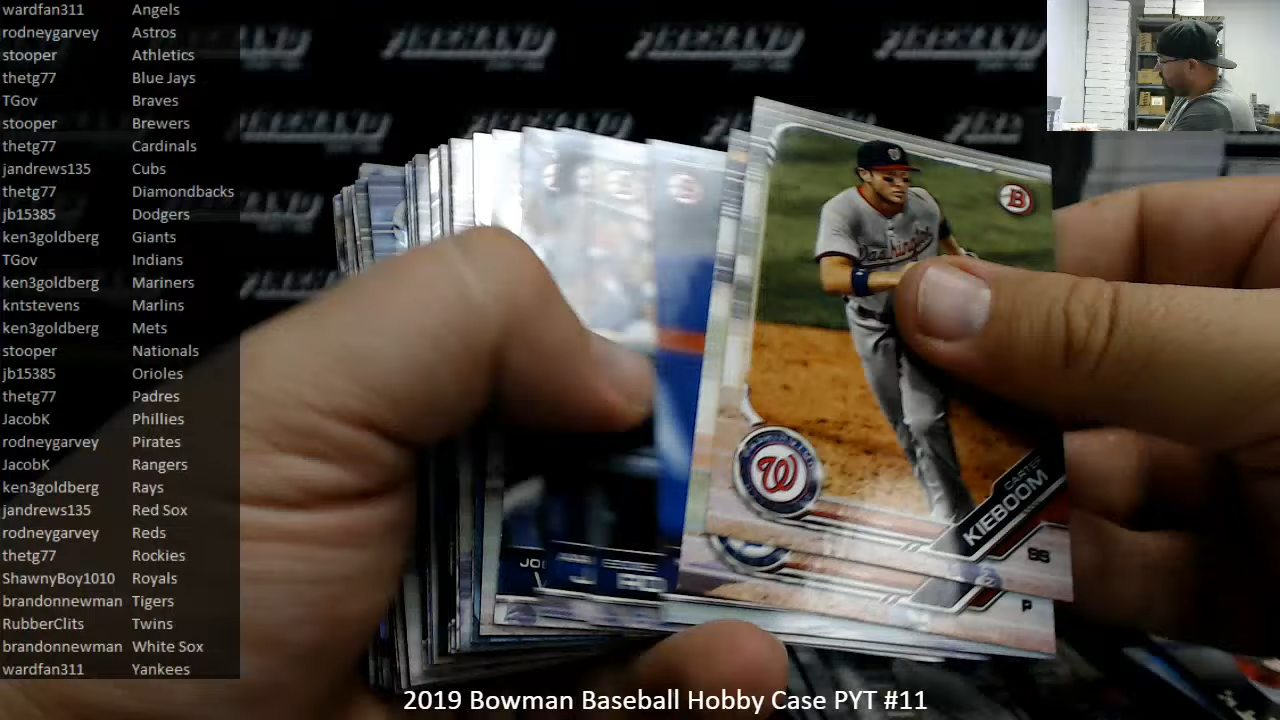 wardfan311 Angels
rodneygarvey Astros
stooper Athletics
thetg77 Blue Jays
TGov Braves
stooper Brewers
thetg77 Cardinals
jandrews135 Cubs
thetg77 Diamondbacks
jb15385 Dodgers
ken3goldberg Giants
TGov Indians
ken3goldberg Mariners
kntstevens Marlins
ken3goldberg Mets
stooper Nationals
jb15385 Orioles
thetg77 Padres
JacobK Phillies
rodneygarvey Pirates
JacobK Rangers
ken3goldberg Rays
jandrews135 Red Sox
rodneygarvey Reds
thetg77 Rockies
ShawnyBoy1010 Royals
brandonnewman Tigers
RubberClits Twins
brandonnewman White Sox
wardfan311 Yankees
B
Washington
W
CARTER
KIEBOOM
SS
P
2019 Bowman Baseball Hobby Case PYT #11